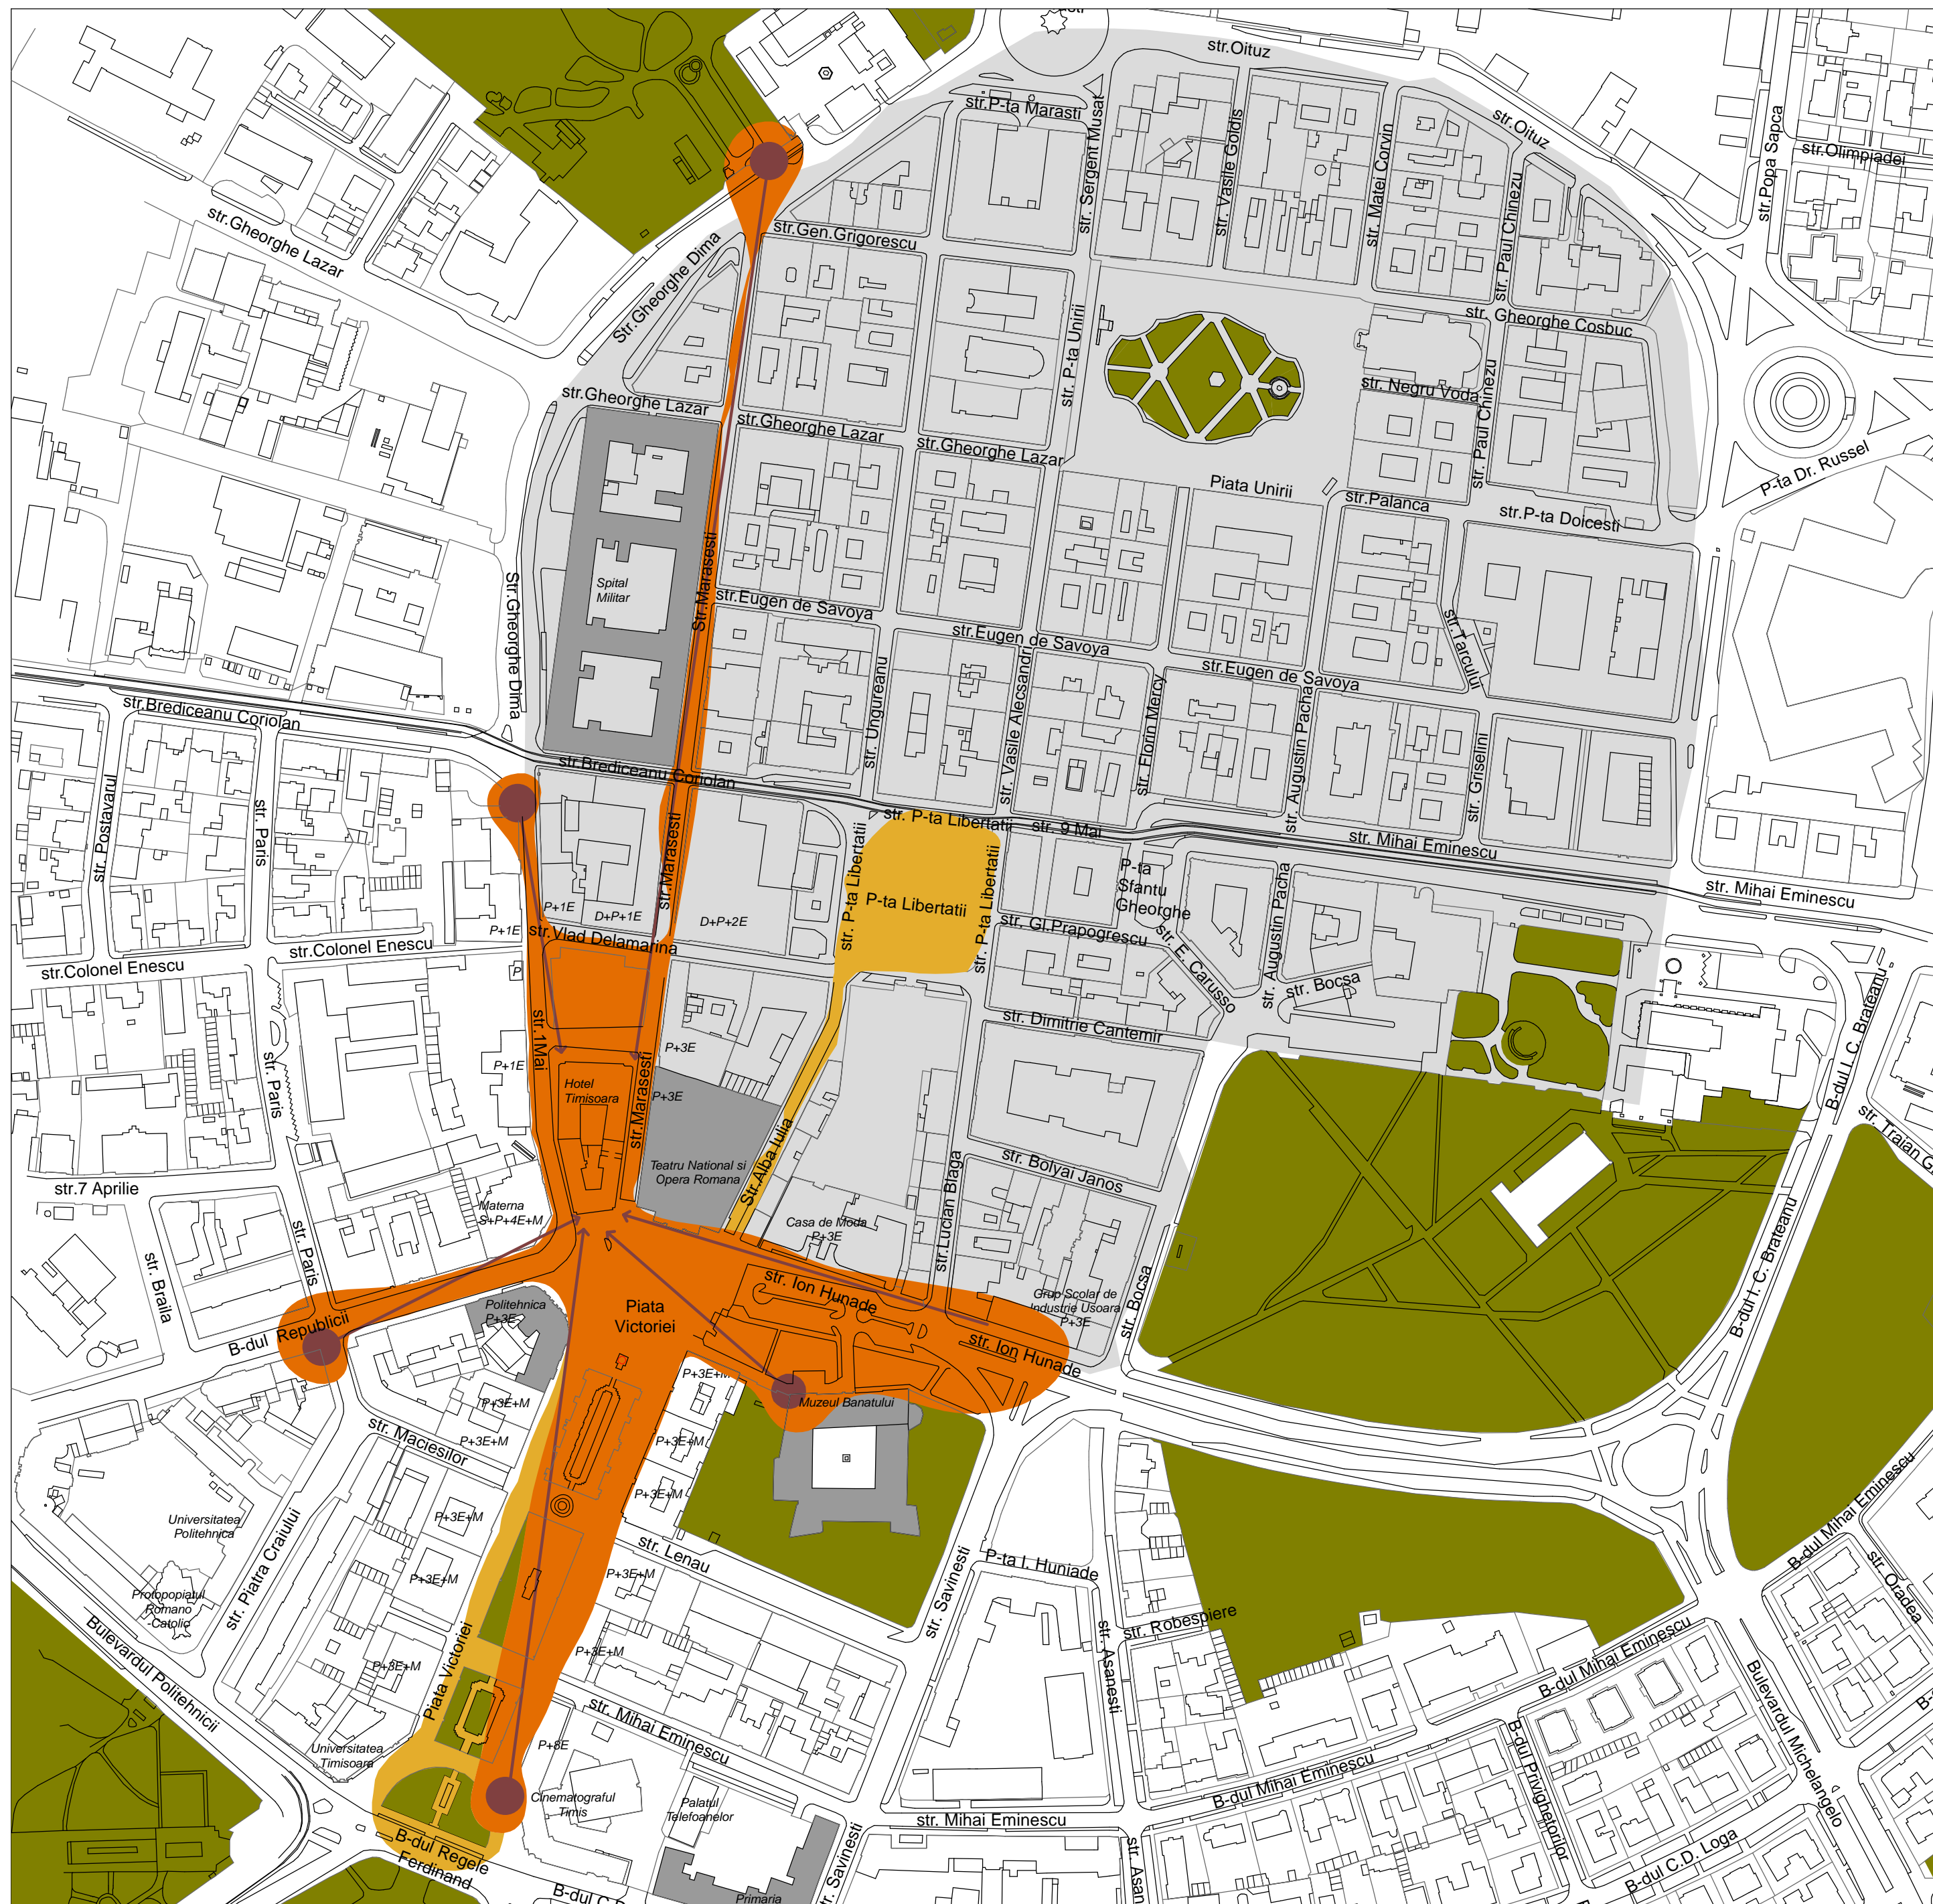 str.Oituz
str.P-ta Marasti
str. Sergent Musat
str. Vasile Goldis
str. Matei Corvin
str.Oituz
str. Paul Chinezu
str.Popa Sapca
str.Olimpiadei
str.Gheorghe Lazar
Str.Gheorghe Dima
str.Gen.Grigorescu
str. P-ta Unirii
str. Gheorghe Cosbuc
str. Negru Voda
str. Paul Chinezu
str.Gheorghe Lazar
str.Gheorghe Lazar
str.Gheorghe Lazar
Piata Unirii
str.Palanca
str.P-ta Doicesti
P-ta Dr. Russel
Spital
Militar
Str.Marasesti
Str.Gheorghe Dima
str.Eugen de Savoya
str.Eugen de Savoya
str.Eugen de Savoya
str.Tarcului
str.Brediceanu Coriolan
str.Brediceanu Coriolan
str. Ungureanu
str.Vasile Alecsandri
str. Florin Mercy
str. Augustin Pacha
str. Griselini
str. Postavarul
str. Paris
str.Marasesti
str. P-ta Libertatii
str. P-ta Libertatii
str. 9 Mai
str. Mihai Eminescu
str. Mihai Eminescu
P-ta Libertatii
str. P-ta Libertatii
P-ta
Sfantu
Gheorghe
str. Augustin Pacha
P+1E
D+P+1E
D+P+2E
P+1E
str.Vlad Delamarina
str. Gl.Prapogrescu
str. E. Carusso
str. Bocsa
str.Colonel Enescu
str.Colonel Enescu
P
str.1Mai
str. Dimitrie Cantemir
B-dul I. C. Brateanu
str. Paris
P+1E
P+3E
Hotel
Timisoara
P+3E
str.Marasesti
str. Traian G
Teatru National si
Opera Romana
Str.Alba Iulia
str. Bolyai Janos
str.Lucian Blaga
str.7 Aprilie
Materna
S+P+4E+M
Casa de Moda
P+3E
str. Paris
str. Braila
str. Ion Hunade
Grup Scolar de
Industrie Usoara
P+3E
str. Bocsa
B-dul I. C. Brateanu
Politehnica
P+3E
Piata
Victoriei
B-dul Republicii
str. Ion Hunade
P+3E+M
Muzeul Banatului
P+3E+M
P+3E+M
P+3E+M
str. Maciesilor
P+3E+M
P+3E+M
Universitatea
Politehnica
str. Piatra Craiului
P+3E+M
str. Lenau
P-ta I. Huniade
str. Savinesti
B-dul Mihai Eminescu
str. Oradea
Protopopiatul
Romano
-Catolic
P+3E+M
str. Robespiere
str. Asanesti
Bulevardul Politehnicii
P+3E+M
P+3E+M
Piata Victoriei
B-dul Mihai Eminescu
Bulevardul Michelangelo
str. Mihai Eminescu
Universitatea
Timisoara
P+8E
B-dul Privighetorilor
B-dul Mihai Eminescu
Cinematograful
Timis
Palatul
Telefoanelor
str. Mihai Eminescu
B-dul Regele
Ferdinand
str. Savinesti
str. Asan
B-dul C.D. Loga
B-dul C.D
Primaria